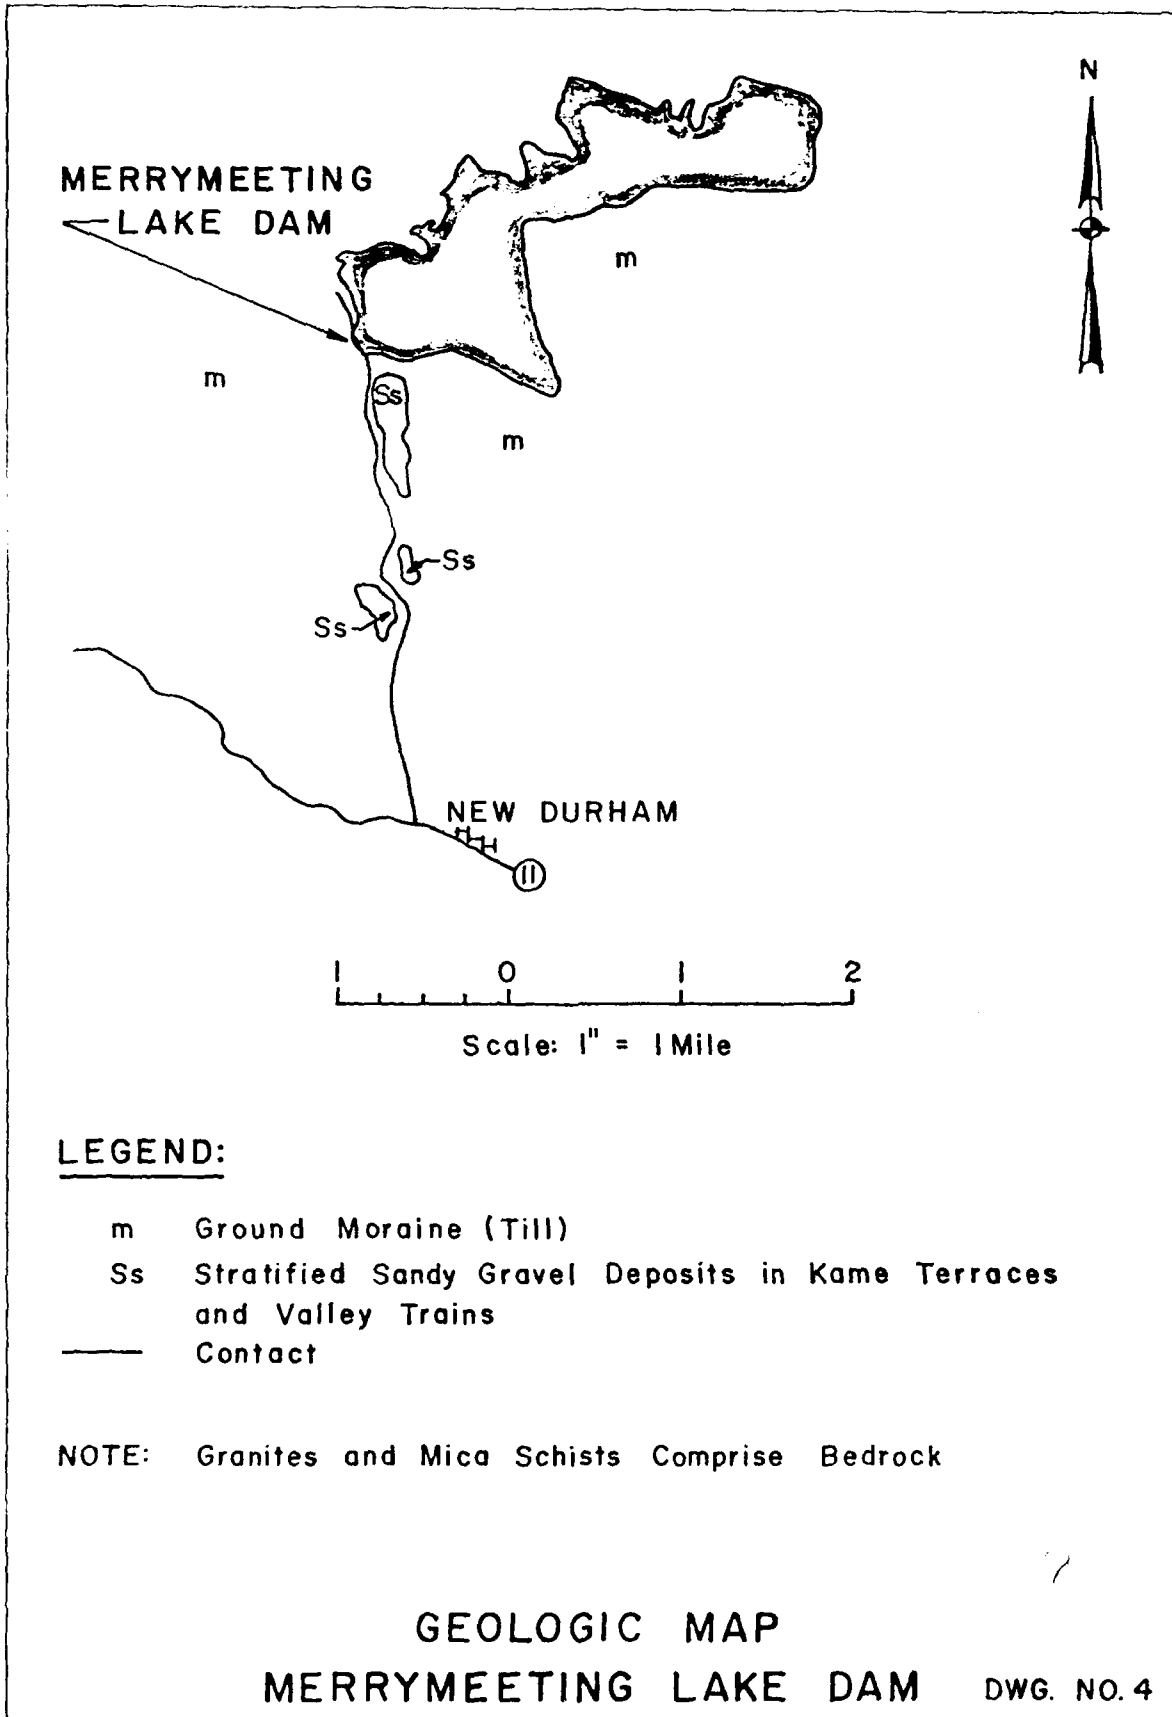 N
MERRYMEETING
LAKE DAM
m
m
Ss
m
Ss
Ss
NEW DURHAM
11
1 0 1 2
Scale: 1" = 1 Mile
LEGEND:
m Ground Moraine (Till)
Ss Stratified Sandy Gravel Deposits in Kame Terraces
and Valley Trains
Contact
NOTE: Granites and Mica Schists Comprise Bedrock
GEOLOGIC MAP
MERRYMEETING LAKE DAM DWG. NO. 4